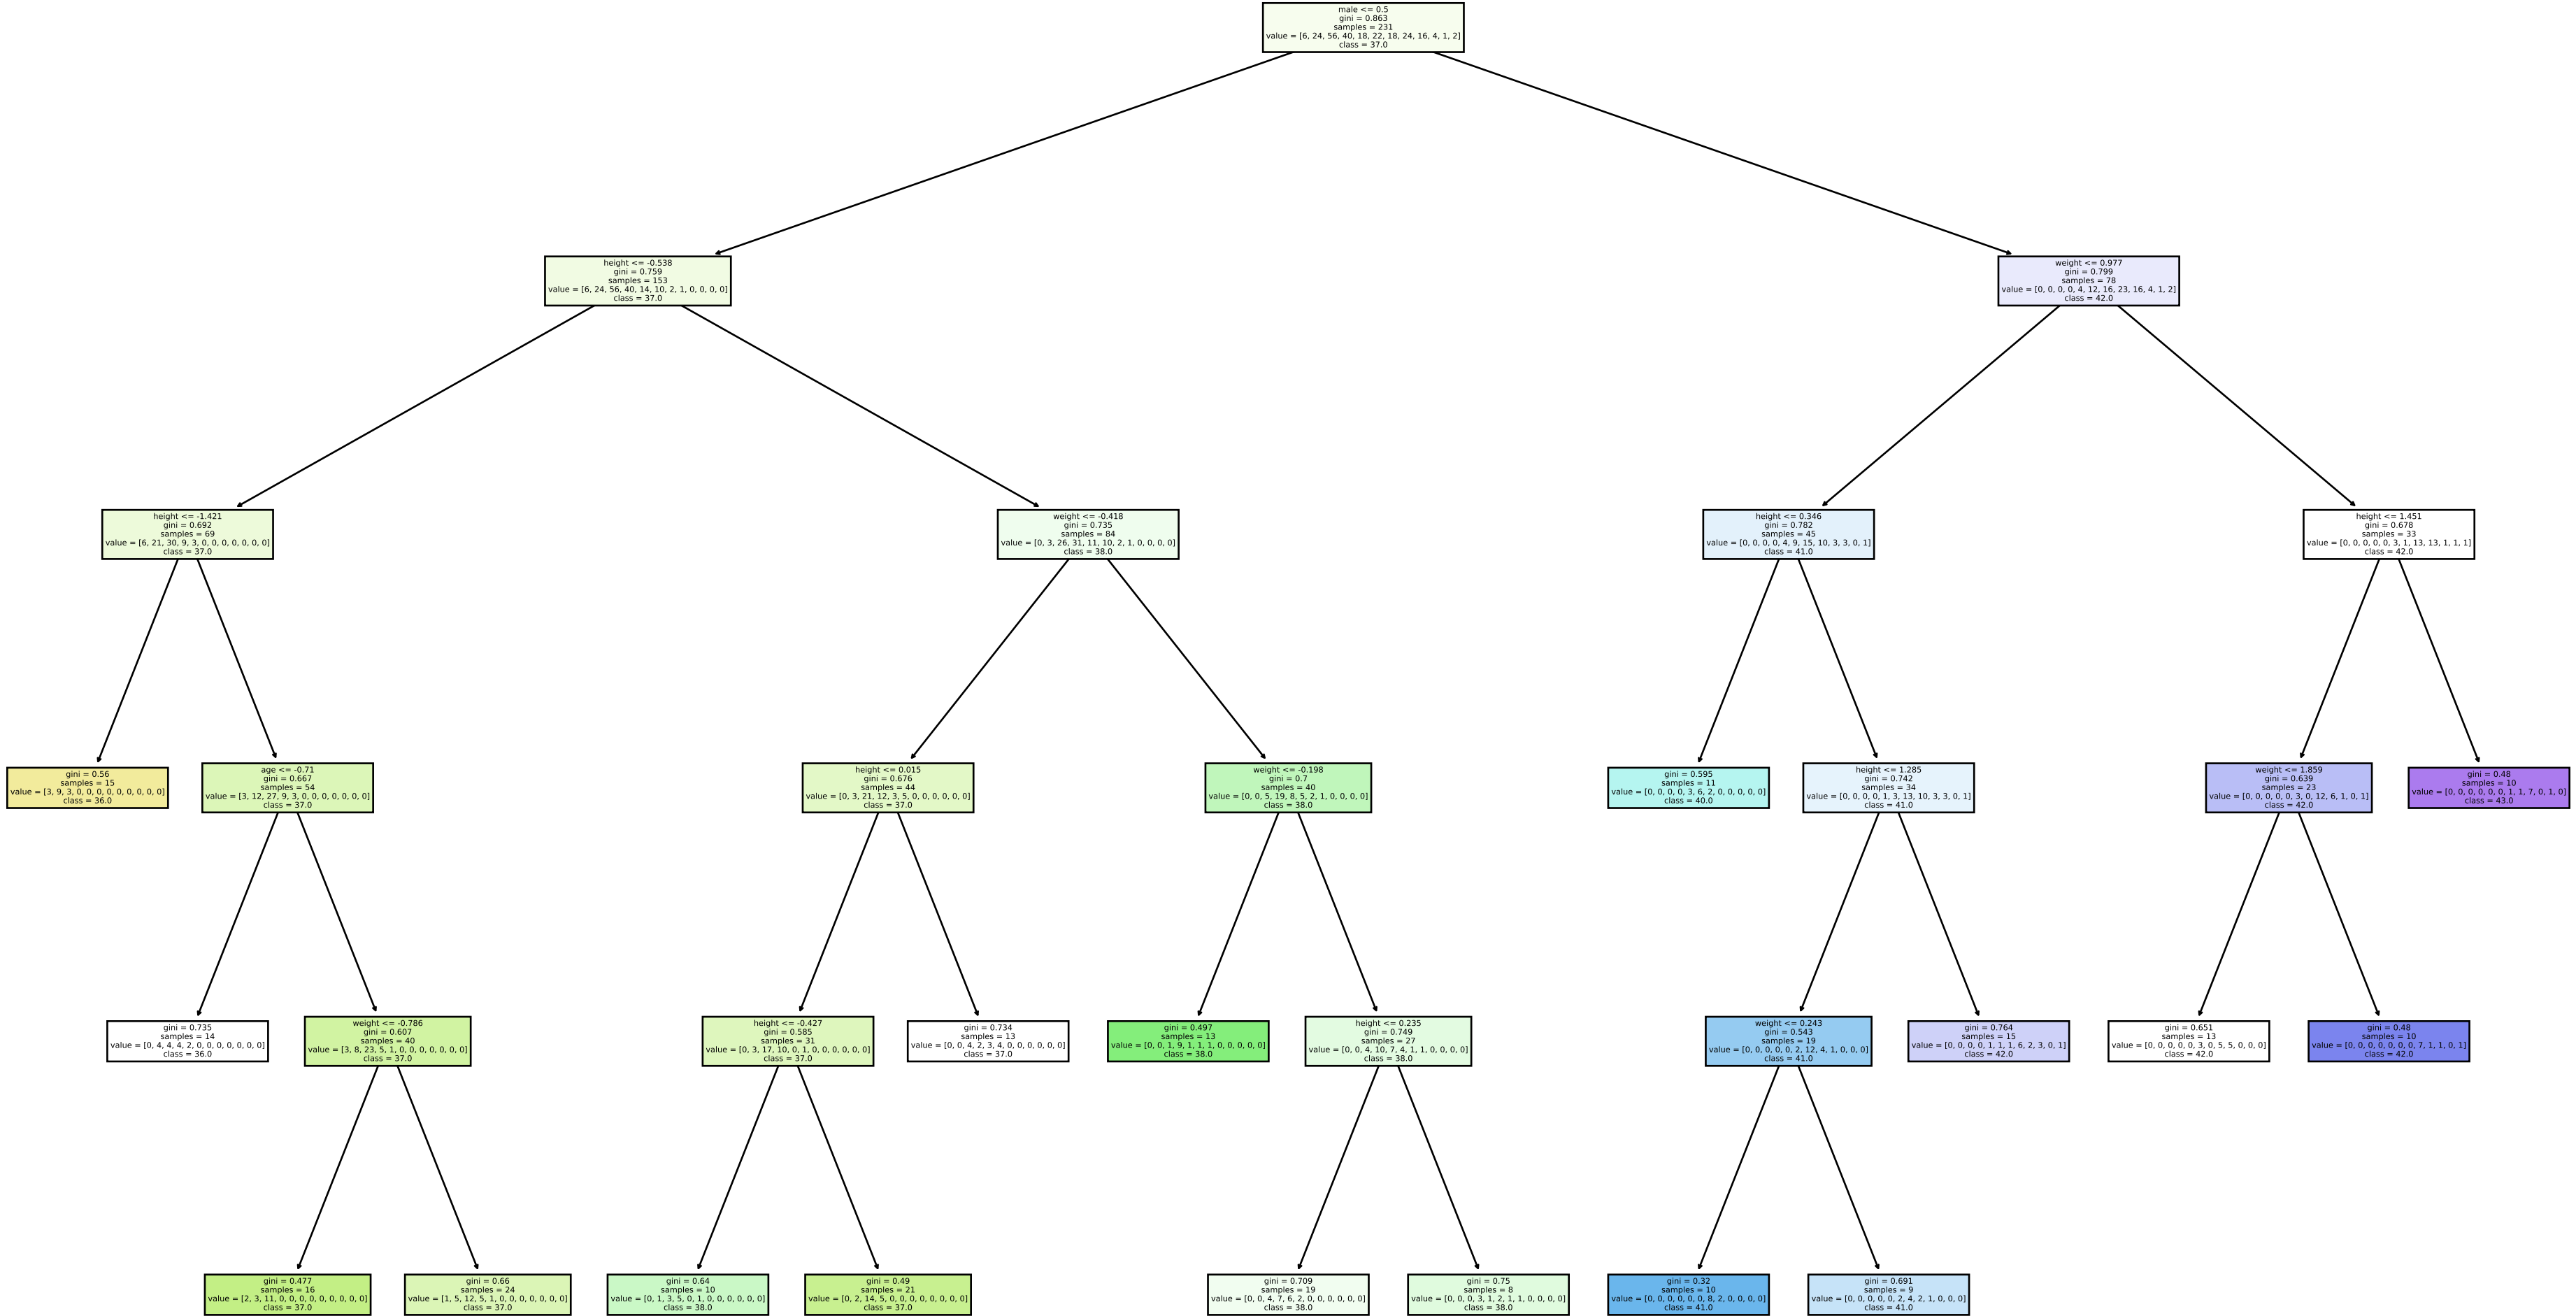 male <= 0.5
gini = 0.863
samples = 231
value = [6, 24, 56, 40, 18, 22, 18, 24, 16, 4, 1, 2]
class = 37.0
height <= -0.538
gini = 0.759
samples = 153
value = [6, 24, 56, 40, 14, 10, 2, 1, 0, 0, 0, 0]
class = 37.0
weight <= 0.977
gini = 0.799
samples = 78
value = [0, 0, 0, 0, 4, 12, 16, 23, 16, 4, 1, 2]
class = 42.0
height <= -1.421
gini = 0.692
samples = 69
value = [6, 21, 30, 9, 3, 0, 0, 0, 0, 0, 0, 0]
class = 37.0
weight <= -0.418
gini = 0.735
samples = 84
value = [0, 3, 26, 31, 11, 10, 2, 1, 0, 0, 0, 0]
class = 38.0
height <= 0.346
gini = 0.782
samples = 45
value = [0, 0, 0, 0, 4, 9, 15, 10, 3, 3, 0, 1]
class = 41.0
height <= 1.451
gini = 0.678
samples = 33
value = [0, 0, 0, 0, 0, 3, 1, 13, 13, 1, 1, 1]
class = 42.0
gini = 0.56
samples = 15
value = [3, 9, 3, 0, 0, 0, 0, 0, 0, 0, 0, 0]
class = 36.0
age <= -0.71
gini = 0.667
samples = 54
value = [3, 12, 27, 9, 3, 0, 0, 0, 0, 0, 0, 0]
class = 37.0
height <= 0.015
gini = 0.676
samples = 44
value = [0, 3, 21, 12, 3, 5, 0, 0, 0, 0, 0, 0]
class = 37.0
weight <= -0.198
gini = 0.7
samples = 40
value = [0, 0, 5, 19, 8, 5, 2, 1, 0, 0, 0, 0]
class = 38.0
gini = 0.595
samples = 11
value = [0, 0, 0, 0, 3, 6, 2, 0, 0, 0, 0, 0]
class = 40.0
height <= 1.285
gini = 0.742
samples = 34
value = [0, 0, 0, 0, 1, 3, 13, 10, 3, 3, 0, 1]
class = 41.0
weight <= 1.859
gini = 0.639
samples = 23
value = [0, 0, 0, 0, 0, 3, 0, 12, 6, 1, 0, 1]
class = 42.0
gini = 0.48
samples = 10
value = [0, 0, 0, 0, 0, 0, 1, 1, 7, 0, 1, 0]
class = 43.0
gini = 0.735
samples = 14
value = [0, 4, 4, 4, 2, 0, 0, 0, 0, 0, 0, 0]
class = 36.0
weight <= -0.786
gini = 0.607
samples = 40
value = [3, 8, 23, 5, 1, 0, 0, 0, 0, 0, 0, 0]
class = 37.0
height <= -0.427
gini = 0.585
samples = 31
value = [0, 3, 17, 10, 0, 1, 0, 0, 0, 0, 0, 0]
class = 37.0
gini = 0.734
samples = 13
value = [0, 0, 4, 2, 3, 4, 0, 0, 0, 0, 0, 0]
class = 37.0
gini = 0.497
samples = 13
value = [0, 0, 1, 9, 1, 1, 1, 0, 0, 0, 0, 0]
class = 38.0
height <= 0.235
gini = 0.749
samples = 27
value = [0, 0, 4, 10, 7, 4, 1, 1, 0, 0, 0, 0]
class = 38.0
weight <= 0.243
gini = 0.543
samples = 19
value = [0, 0, 0, 0, 0, 2, 12, 4, 1, 0, 0, 0]
class = 41.0
gini = 0.764
samples = 15
value = [0, 0, 0, 0, 1, 1, 1, 6, 2, 3, 0, 1]
class = 42.0
gini = 0.651
samples = 13
value = [0, 0, 0, 0, 0, 3, 0, 5, 5, 0, 0, 0]
class = 42.0
gini = 0.48
samples = 10
value = [0, 0, 0, 0, 0, 0, 0, 7, 1, 1, 0, 1]
class = 42.0
gini = 0.477
samples = 16
value = [2, 3, 11, 0, 0, 0, 0, 0, 0, 0, 0, 0]
class = 37.0
gini = 0.66
samples = 24
value = [1, 5, 12, 5, 1, 0, 0, 0, 0, 0, 0, 0]
class = 37.0
gini = 0.64
samples = 10
value = [0, 1, 3, 5, 0, 1, 0, 0, 0, 0, 0, 0]
class = 38.0
gini = 0.49
samples = 21
value = [0, 2, 14, 5, 0, 0, 0, 0, 0, 0, 0, 0]
class = 37.0
gini = 0.709
samples = 19
value = [0, 0, 4, 7, 6, 2, 0, 0, 0, 0, 0, 0]
class = 38.0
gini = 0.75
samples = 8
value = [0, 0, 0, 3, 1, 2, 1, 1, 0, 0, 0, 0]
class = 38.0
gini = 0.32
samples = 10
value = [0, 0, 0, 0, 0, 0, 8, 2, 0, 0, 0, 0]
class = 41.0
gini = 0.691
samples = 9
value = [0, 0, 0, 0, 0, 2, 4, 2, 1, 0, 0, 0]
class = 41.0